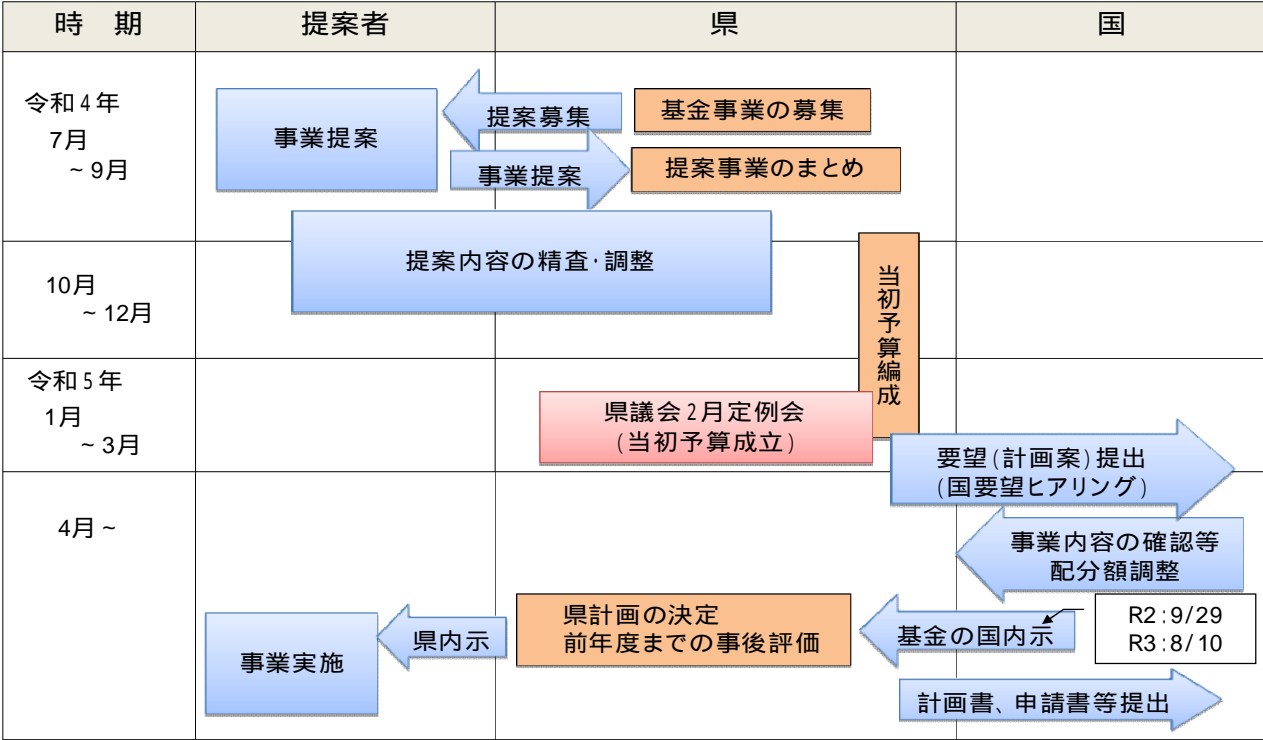 時 期
提案者
県
国
令和4年
7月
~9月
事業提案
提案募集
基金事業の募集
事業提案
提案事業のまとめ
提案内容の精査・調整
10月
~12月
当初予算編成
令和5年
1月
~3月
県議会2月定例会
(当初予算成立)
要望(計画案)提出
(国要望ヒアリング)
4月~
事業内容の確認等
配分額調整
事業実施
県内示
県計画の決定
前年度までの事後評価
基金の国内示
R2:9/29
R3:8/10
計画書、申請書等提出